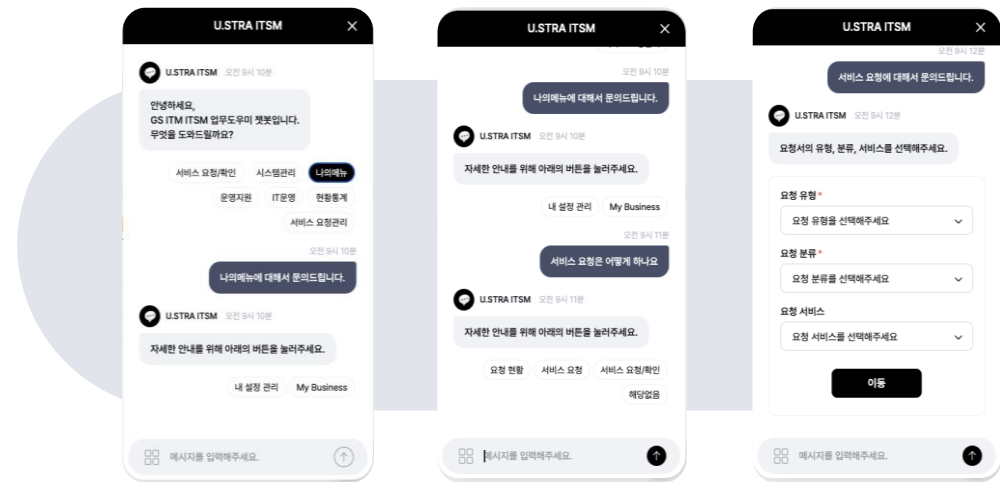 U.STRA ITSM
U.STRA ITSM 오전 9시 10분
안녕하세요,
GS ITM ITSM 업무도우미 챗봇입니다.
무엇을 도와드릴까요?
서비스 요청/확인 시스템관리 나의메뉴
운영지원 IT운영 현황통계
서비스 요청관리
오전 9시 10분
나의메뉴에 대해서 문의드립니다.
U.STRA ITSM 오전 9시 10분
자세한 안내를 위해 아래의 버튼을 눌러주세요.
내 설정 관리 My Business
메시지를 입력해주세요.
U.STRA ITSM
오전 9시 10분
나의메뉴에 대해서 문의드립니다.
U.STRA ITSM 오전 9시 10분
자세한 안내를 위해 아래의 버튼을 눌러주세요.
내 설정 관리 My Business
오전 9시 11분
서비스 요청은 어떻게 하나요
U.STRA ITSM 오전 9시 11분
자세한 안내를 위해 아래의 버튼을 눌러주세요.
요청 현황 서비스 요청 서비스 요청/확인
해당없음
메시지를 입력해주세요.
U.STRA ITSM
오전 9시 12분
서비스 요청에 대해서 문의드립니다.
U.STRA ITSM 오전 9시 12분
요청서의 유형, 분류, 서비스를 선택해주세요.
요청 유형 *
요청 유형을 선택해주세요
요청 분류 *
요청 분류를 선택해주세요
요청 서비스
요청 서비스를 선택해주세요
이동
메시지를 입력해주세요.